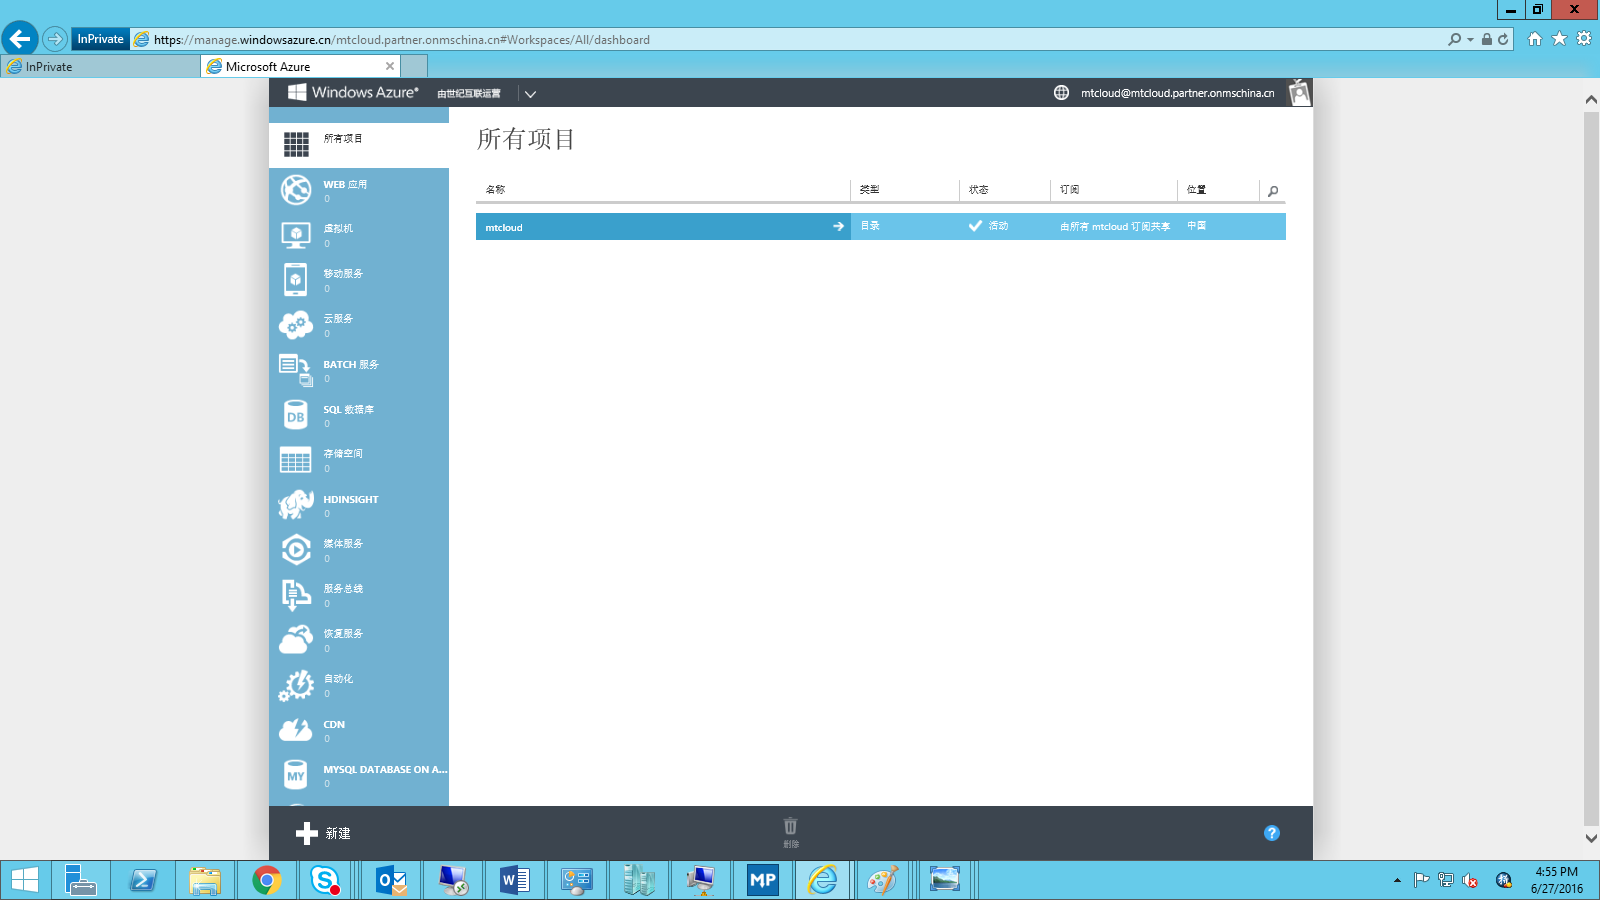 InPrivate
https://manage.windowsazure.cn/mtcloud.partner.onmschina.cn#Workspaces/All/dashboard
InPrivate
Microsoft Azure
Windows Azure*
由世纪互联运营
mtcloud@mtcloud.partner.onmschina.cn
所有项目
WEB 应用
0
虚拟机
0
移动服务
0
云服务
0
BATCH 服务
0
DB
SQL 数据库
0
存储空间
0
HDINSIGHT
0
媒体服务
0
服务总线
0
恢复服务
0
自动化
0
CDN
0
MY
MYSQL DATABASE ON A...
0
所有项目
名称 类型 状态 订阅 位置
mtcloud 目录 活动 由所有 mtcloud 订阅共享 中国
新建
删除
?
MP
4:55 PM
6/27/2016